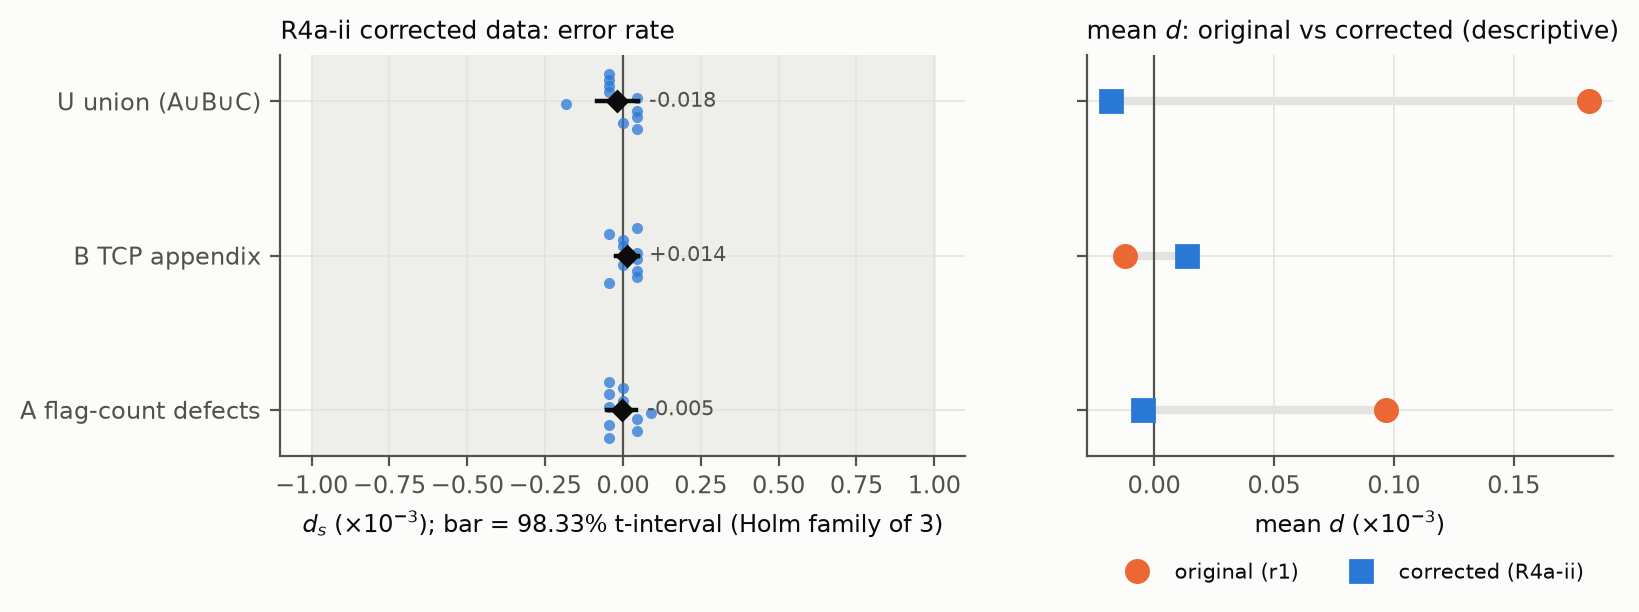 R4a-ii corrected data: error rate
U union (A∪B∪C)
B TCP appendix
A flag-count defects
-0.018
+0.014
-0.005
−1.00 −0.75 −0.50 −0.25 0.00 0.25 0.50 0.75 1.00
dₛ (×10⁻³); bar = 98.33% t-interval (Holm family of 3)
mean d: original vs corrected (descriptive)
0.00 0.05 0.10 0.15
mean d (×10⁻³)
original (r1) corrected (R4a-ii)